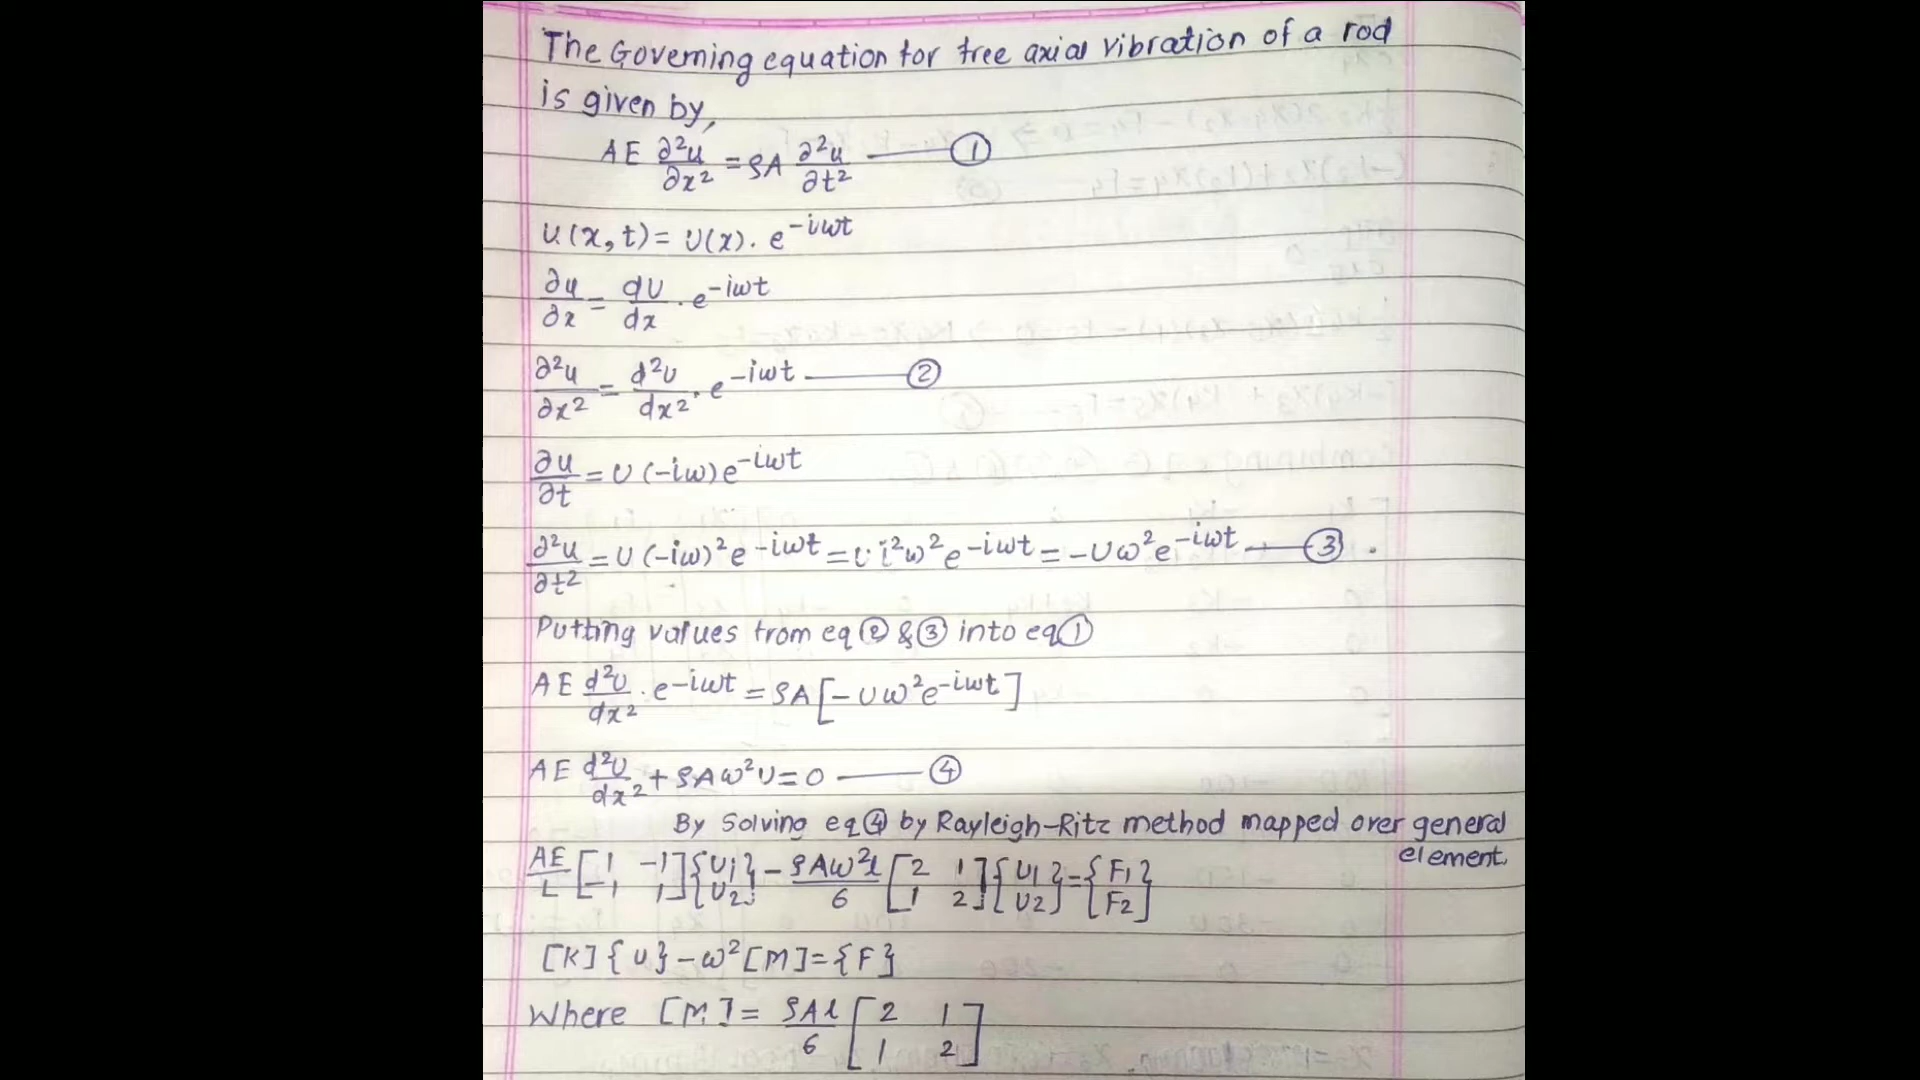 The Governing equation for free axial vibration of a rod
is given by,
AE ∂²u/∂x² = ρA ∂²u/∂t² —— ①
u(x,t) = U(x). e^-iωt
∂u/∂x = dU/dx . e^-iωt
∂²u/∂x² = d²U/dx² . e^-iωt —— ②
∂u/∂t = U (-iω) e^-iωt
∂²u/∂t² = U (-iω)² e^-iωt = U i²ω² e^-iωt = -Uω² e^-iωt —— ③
Putting values from eq ② & ③ into eq ①
AE d²U/dx² . e^-iωt = ρA [-Uω² e^-iωt]
AE d²U/dx² + ρAω²U = 0 —— ④
By Solving eq ④ by Rayleigh-Ritz method mapped over general
element.
AE/L [1 -1; -1 1] {U1; U2} - ρAω²l/6 [2 1; 1 2] {U1; U2} = {F1; F2}
[K] {U} - ω² [M] = {F}
Where [M] = ρAl/6 [2 1; 1 2]